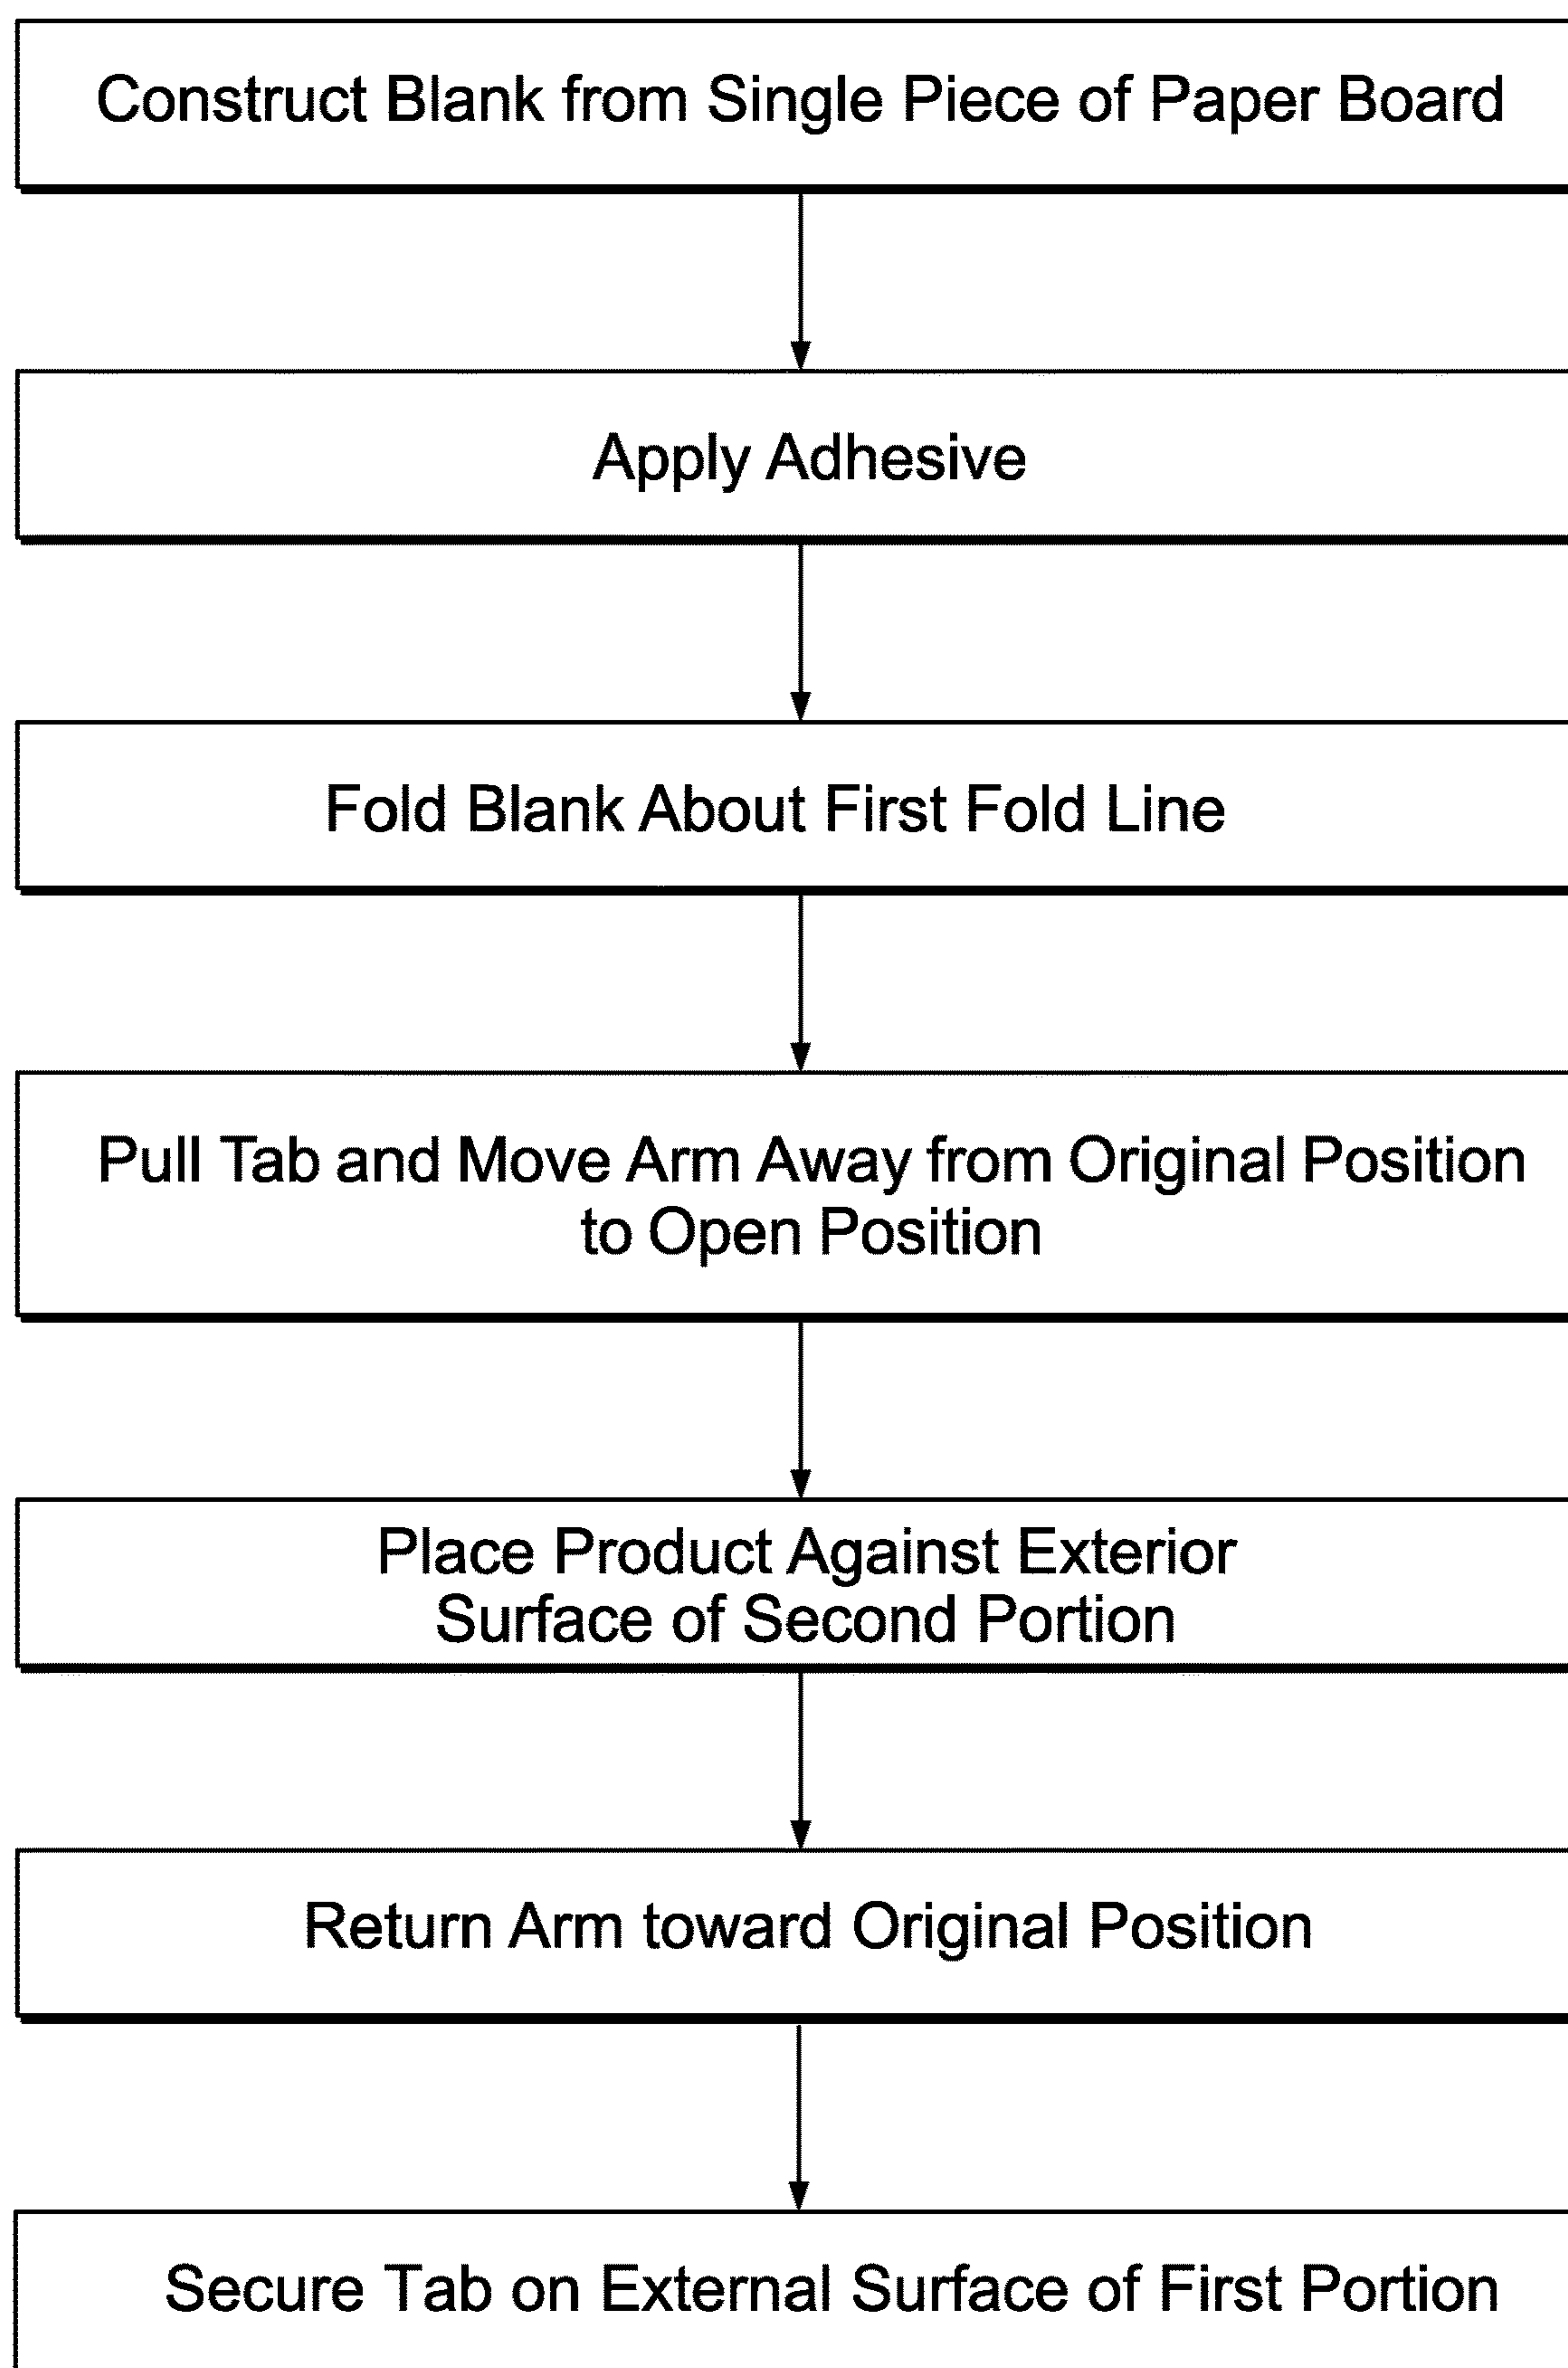 Construct Blank from Single Piece of Paper Board
Apply Adhesive
Fold Blank About First Fold Line
Pull Tab and Move Arm Away from Original Position
to Open Position
Place Product Against Exterior
Surface of Second Portion
Return Arm toward Original Position
Secure Tab on External Surface of First Portion